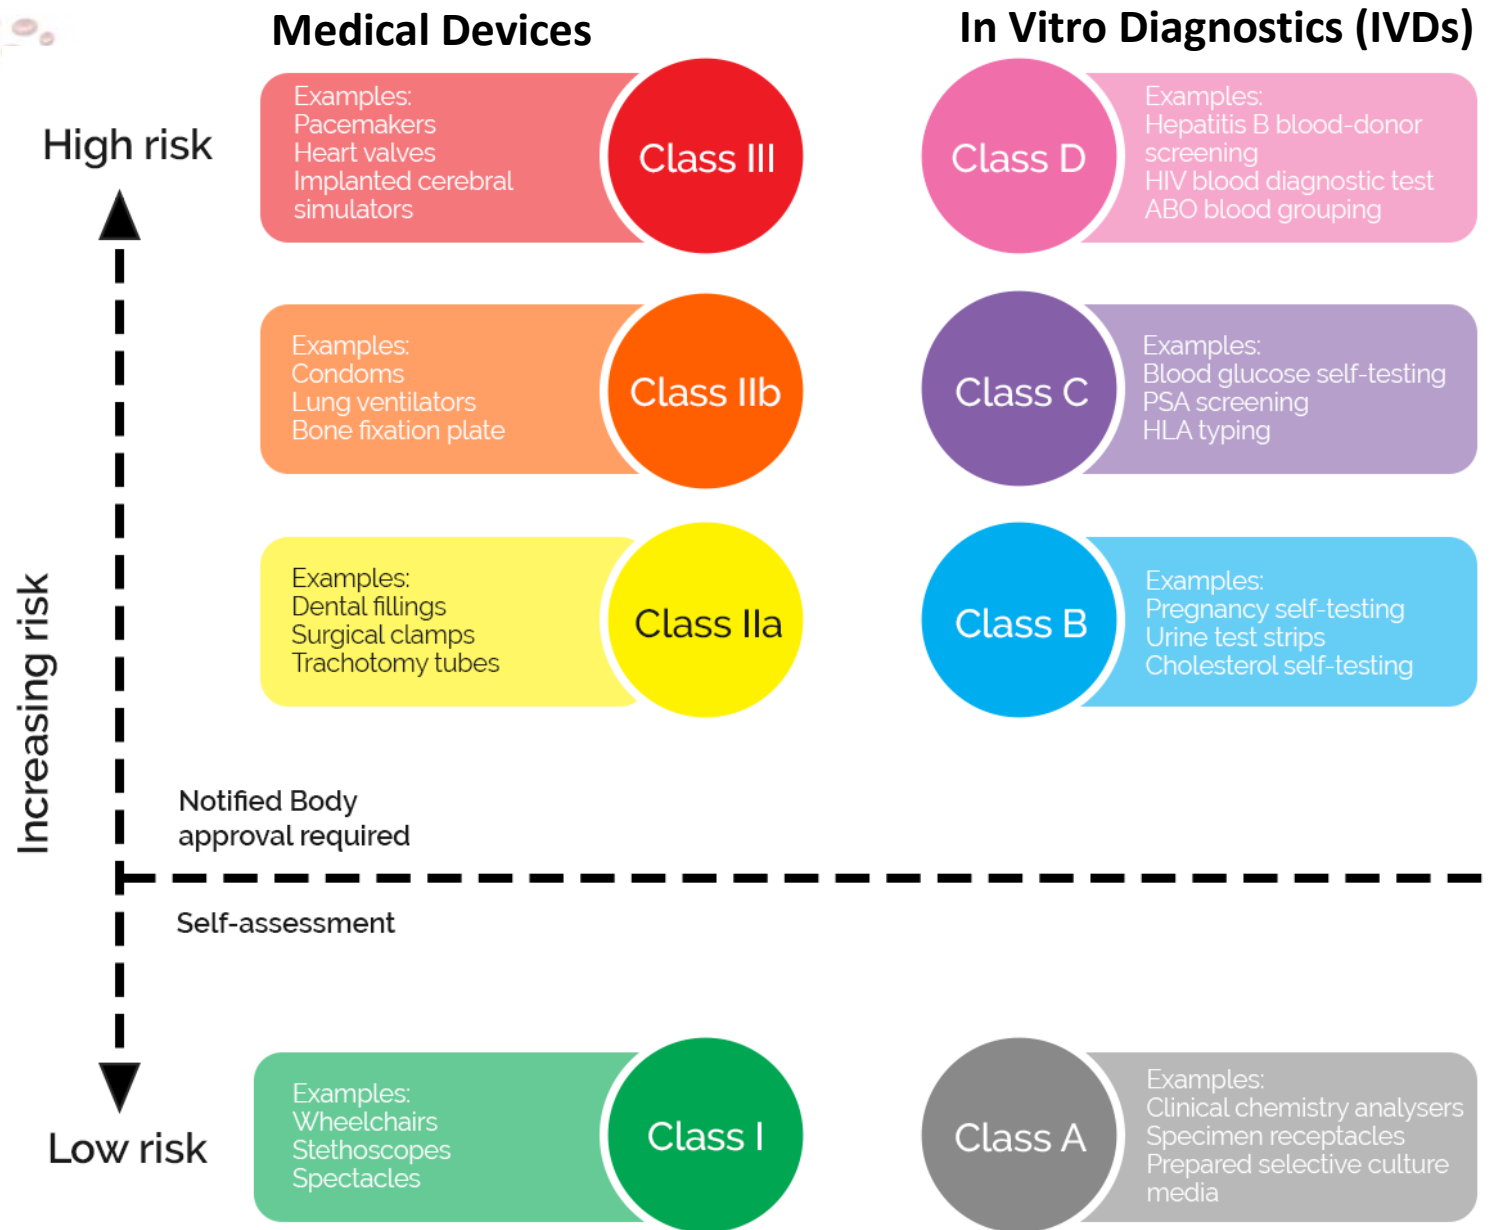 Medical Devices
In Vitro Diagnostics (IVDs)
High risk
Increasing risk
Low risk
Examples:
Pacemakers
Heart valves
Implanted cerebral
simulators
Class III
Class D
Examples:
Hepatitis B blood-donor
screening
HIV blood diagnostic test
ABO blood grouping
Examples:
Condoms
Lung ventilators
Bone fixation plate
Class IIb
Class C
Examples:
Blood glucose self-testing
PSA screening
HLA typing
Examples:
Dental fillings
Surgical clamps
Trachotomy tubes
Class IIa
Class B
Examples:
Pregnancy self-testing
Urine test strips
Cholesterol self-testing
Notified Body
approval required
Self-assessment
Examples:
Wheelchairs
Stethoscopes
Spectacles
Class I
Class A
Examples:
Clinical chemistry analysers
Specimen receptacles
Prepared selective culture
media